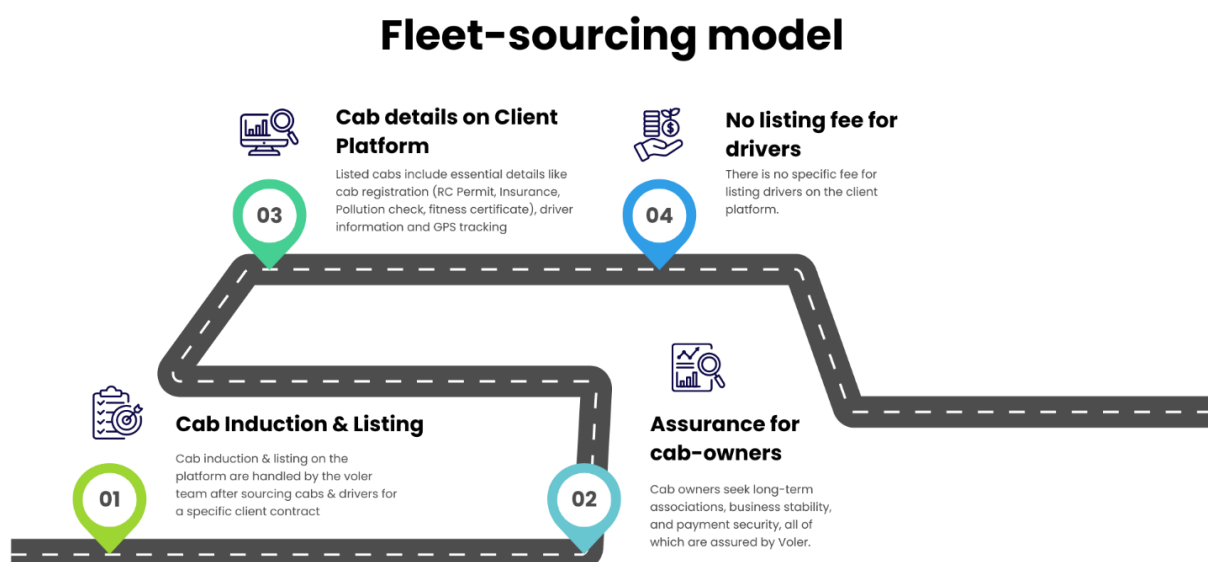 Fleet-sourcing model
01
Cab Induction & Listing
Cab induction & listing on the
platform are handled by the voler
team after sourcing cabs & drivers for
a specific client contract
02
Assurance for
cab-owners
Cab owners seek long-term
associations, business stability,
and payment security, all of
which are assured by Voler.
03
Cab details on Client
Platform
Listed cabs include essential details like
cab registration (RC Permit, Insurance,
Pollution check, fitness certificate), driver
information and GPS tracking
04
No listing fee for
drivers
There is no specific fee for
listing drivers on the client
platform.